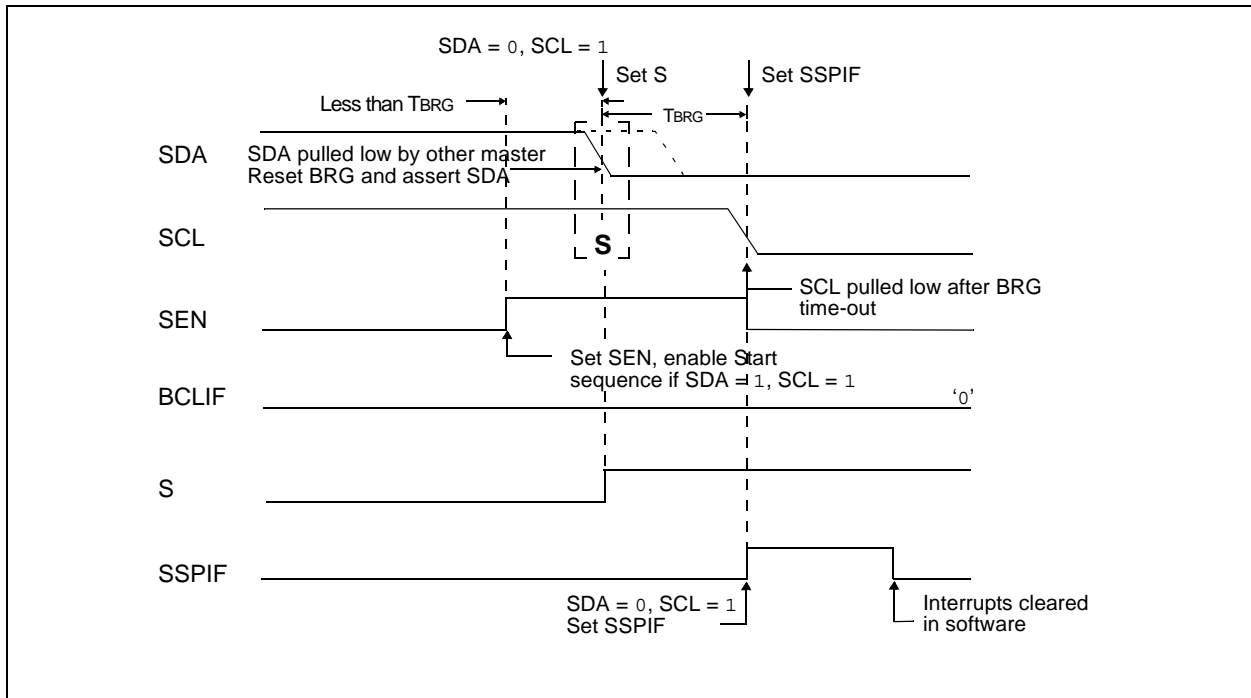 SDA = 0, SCL = 1
Set S
Set SSPIF
Less than TBRG
TBRG
SDA
SDA pulled low by other master
Reset BRG and assert SDA
SCL
S
SCL pulled low after BRG
time-out
SEN
Set SEN, enable Start
sequence if SDA = 1, SCL = 1
BCLIF
‘0’
S
SSPIF
SDA = 0, SCL = 1
Set SSPIF
Interrupts cleared
in software